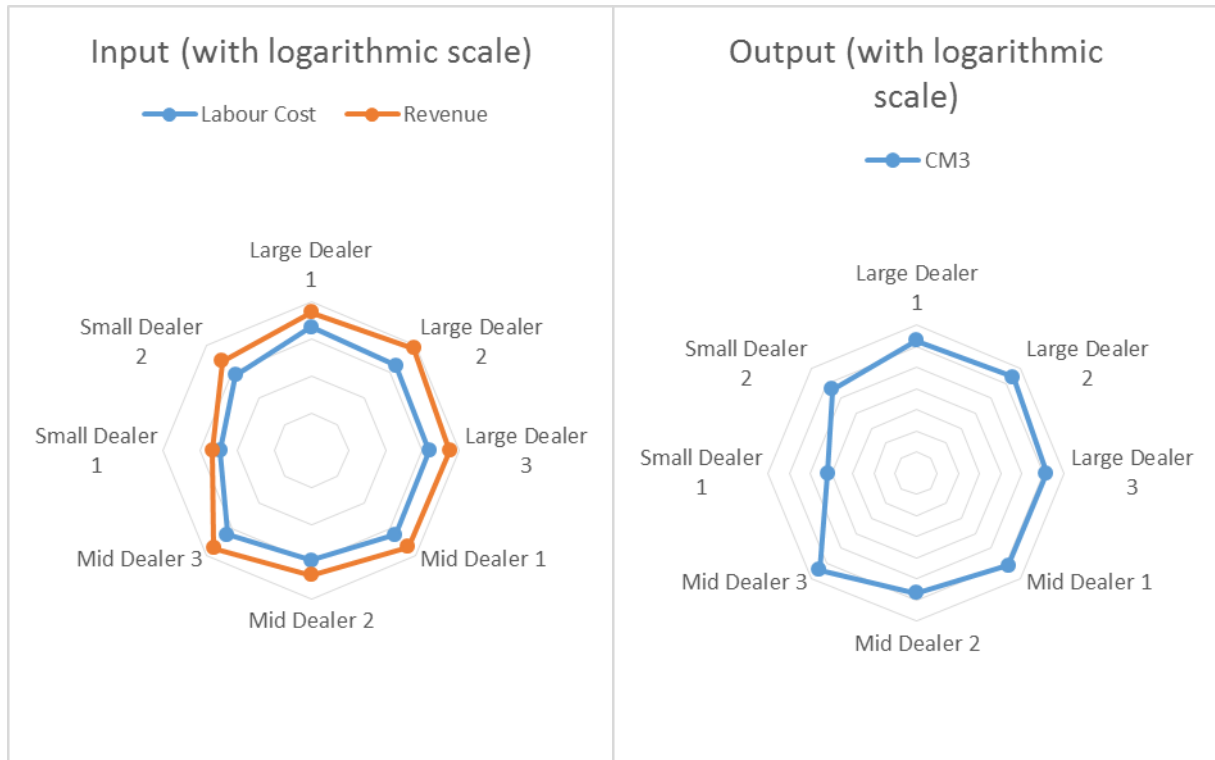 Input (with logarithmic scale)
Labour Cost
Revenue
Large Dealer
1
Large Dealer
2
Large Dealer
3
Mid Dealer 1
Mid Dealer 2
Mid Dealer 3
Small Dealer
1
Small Dealer
2
Output (with logarithmic
scale)
CM3
Large Dealer
1
Large Dealer
2
Large Dealer
3
Mid Dealer 1
Mid Dealer 2
Mid Dealer 3
Small Dealer
1
Small Dealer
2